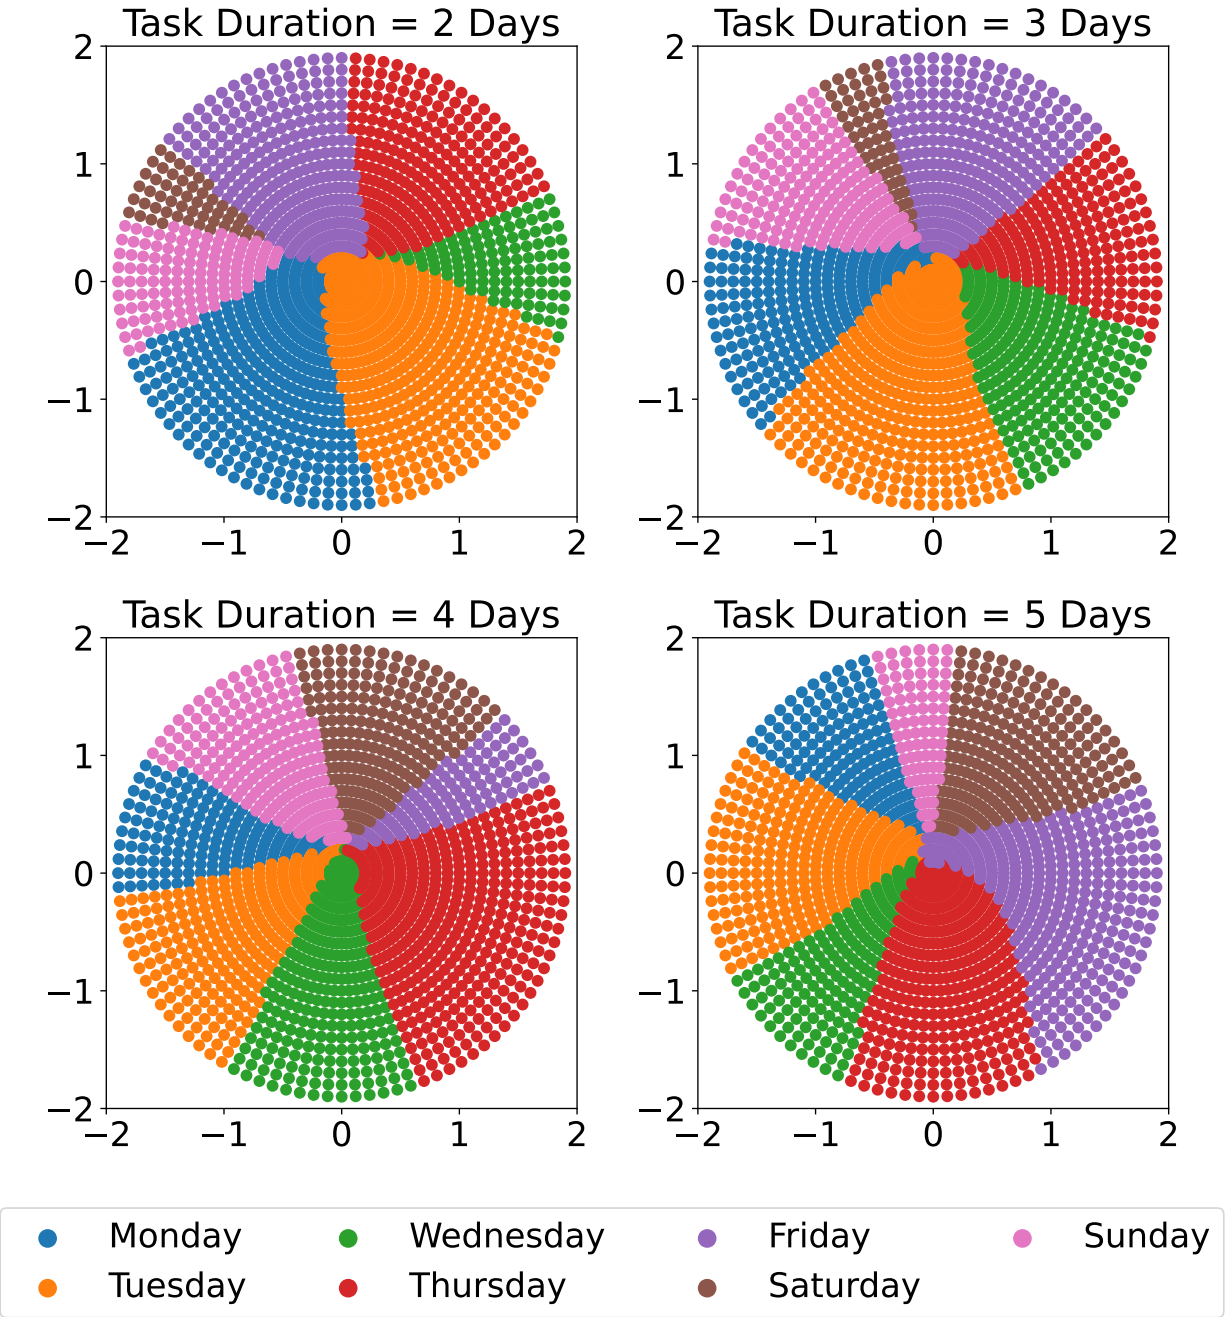 Task Duration = 2 Days
2
1
0
−1
−2
−2 −1 0 1 2
Task Duration = 3 Days
2
1
0
−1
−2
−2 −1 0 1 2
Task Duration = 4 Days
2
1
0
−1
−2
−2 −1 0 1 2
Task Duration = 5 Days
2
1
0
−1
−2
−2 −1 0 1 2
Monday Wednesday Friday Sunday
Tuesday Thursday Saturday